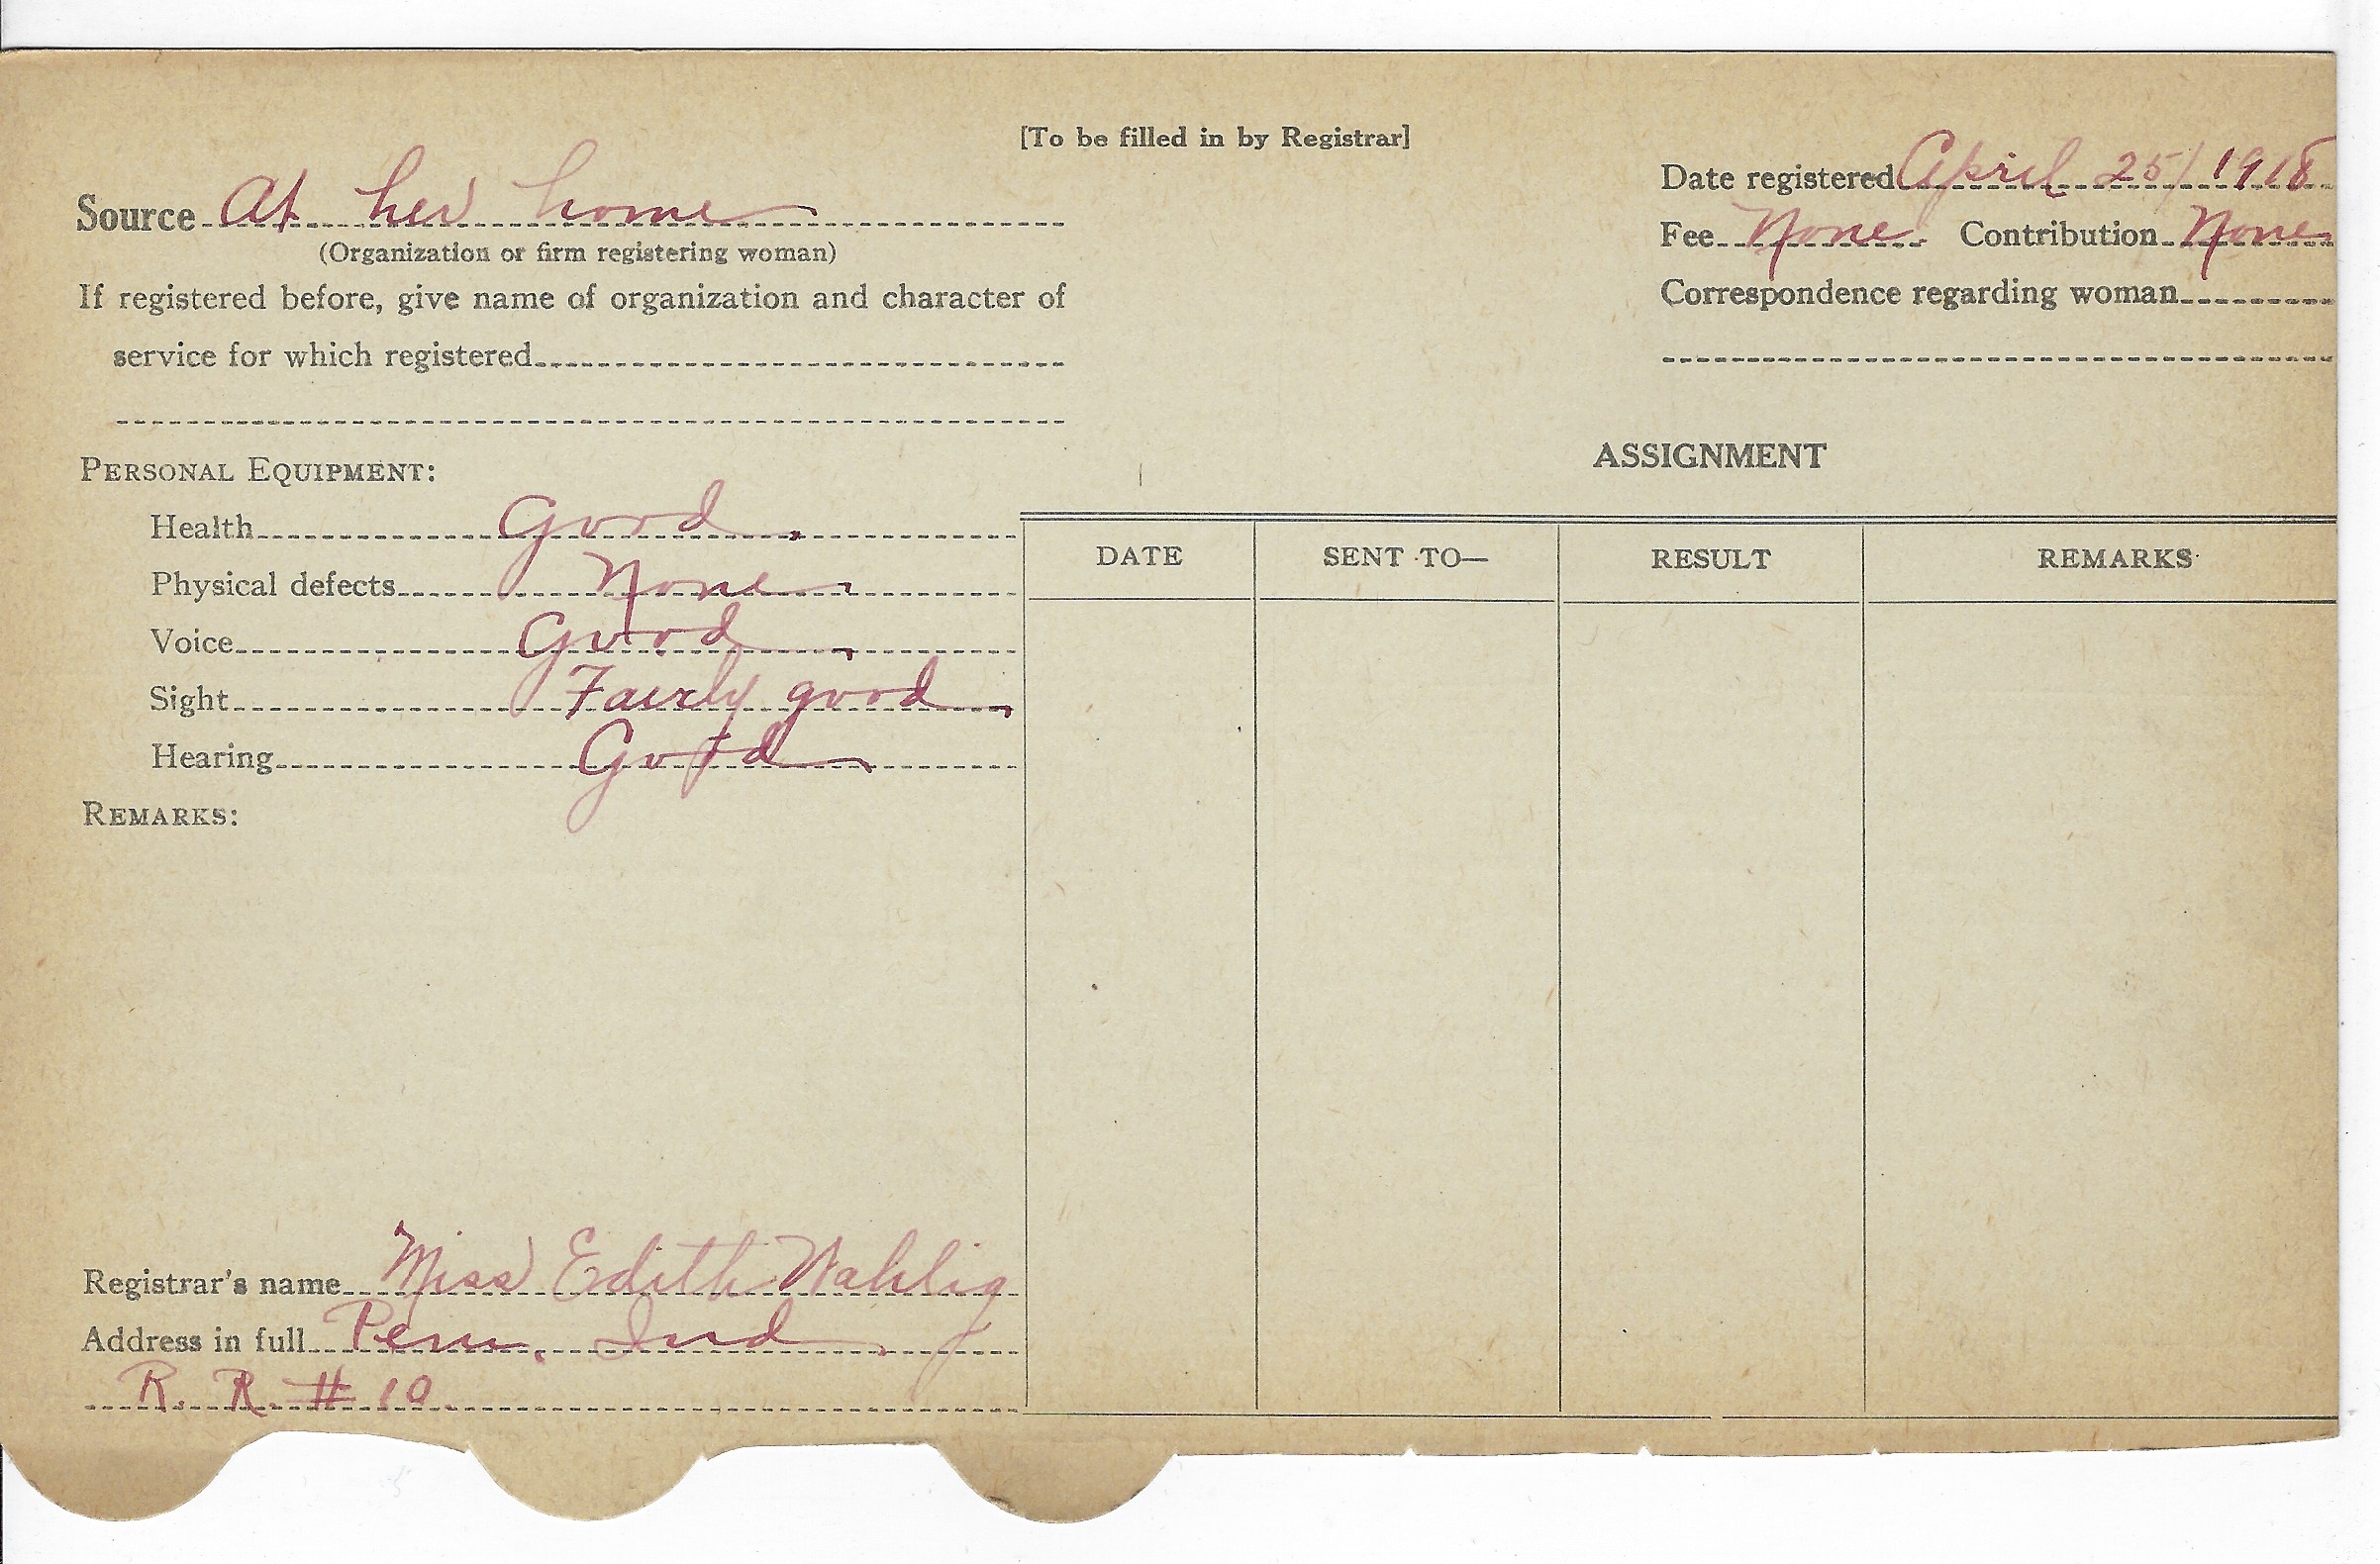 [To be filled in by Registrar]
Source At her home
(Organization or firm registering woman)
If registered before, give name of organization and character of
service for which registered
Date registered April 25/1918
Fee None Contribution None
Correspondence regarding woman
PERSONAL EQUIPMENT:
Health Good.
Physical defects None.
Voice Good.
Sight Fairly good.
Hearing Good
REMARKS:
ASSIGNMENT
DATE SENT TO— RESULT REMARKS
Registrar's name Miss Edith Wahlig
Address in full Peru, Ind.
R. R. # 10.